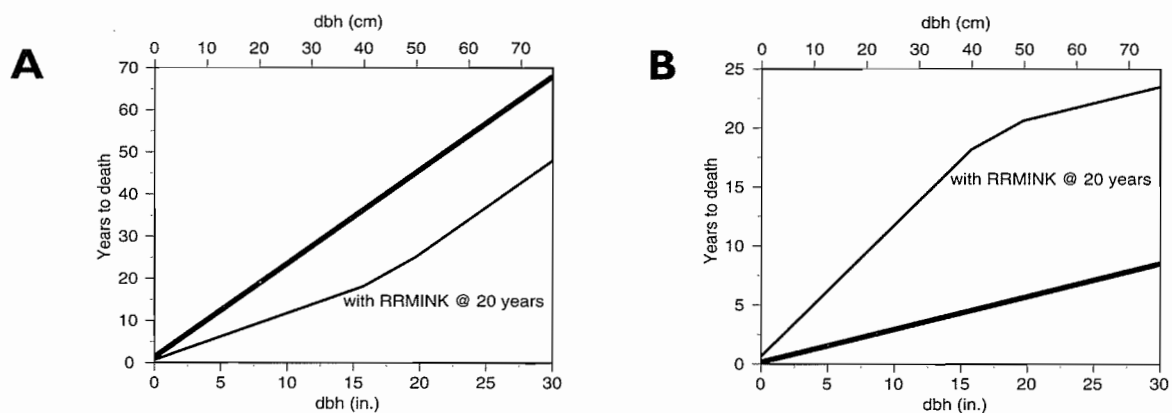 A
dbh (cm)
0 10 20 30 40 50 60 70
Years to death
70
60
50
40
30
20
10
0
with RRMINK @ 20 years
0 5 10 15 20 25 30
dbh (in.)
B
dbh (cm)
0 10 20 30 40 50 60 70
Years to death
25
20
15
10
5
0
with RRMINK @ 20 years
0 5 10 15 20 25 30
dbh (in.)